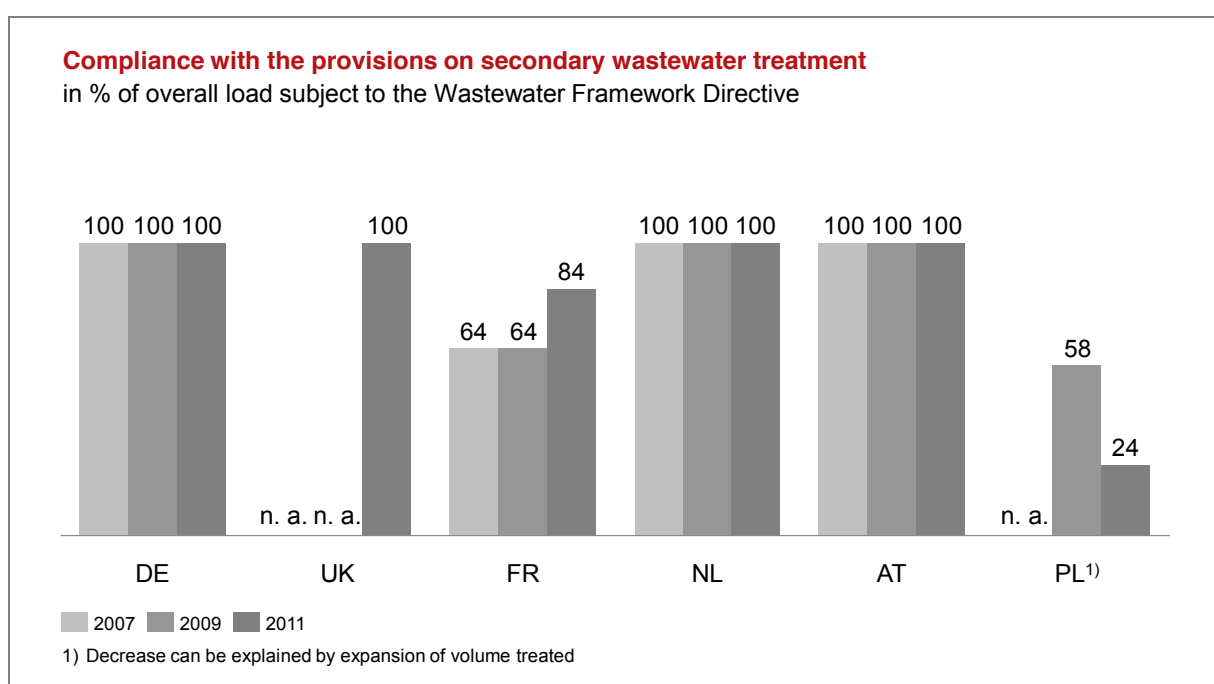 Compliance with the provisions on secondary wastewater treatment
in % of overall load subject to the Wastewater Framework Directive
100 100 100
n. a. n. a. 100
64 64 84
100 100 100
100 100 100
n. a. 58 24
DE UK FR NL AT PL1)
2007 2009 2011
1) Decrease can be explained by expansion of volume treated